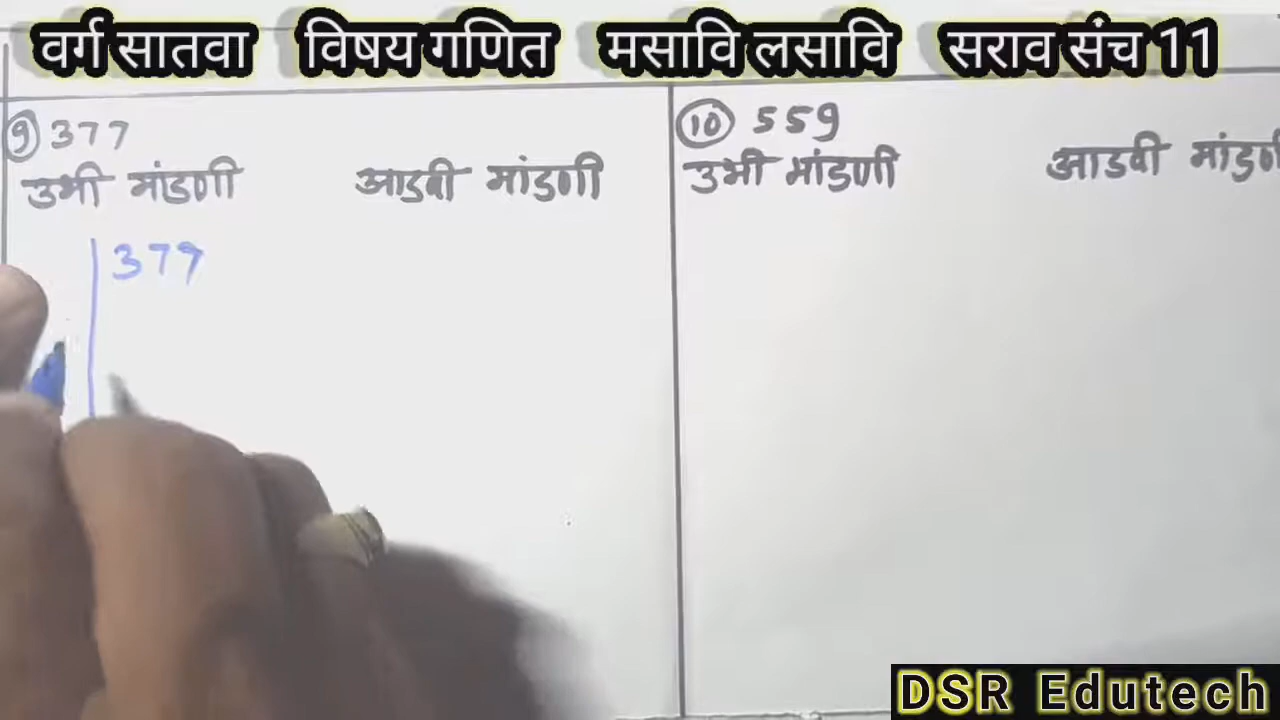 वर्ग सातवा विषय गणित मसावि लसावि सराव संच 11
9 377
उभी मांडणी आडवी मांडणी
377
10 559
उभी मांडणी आडवी मांडणी
DSR Edutech